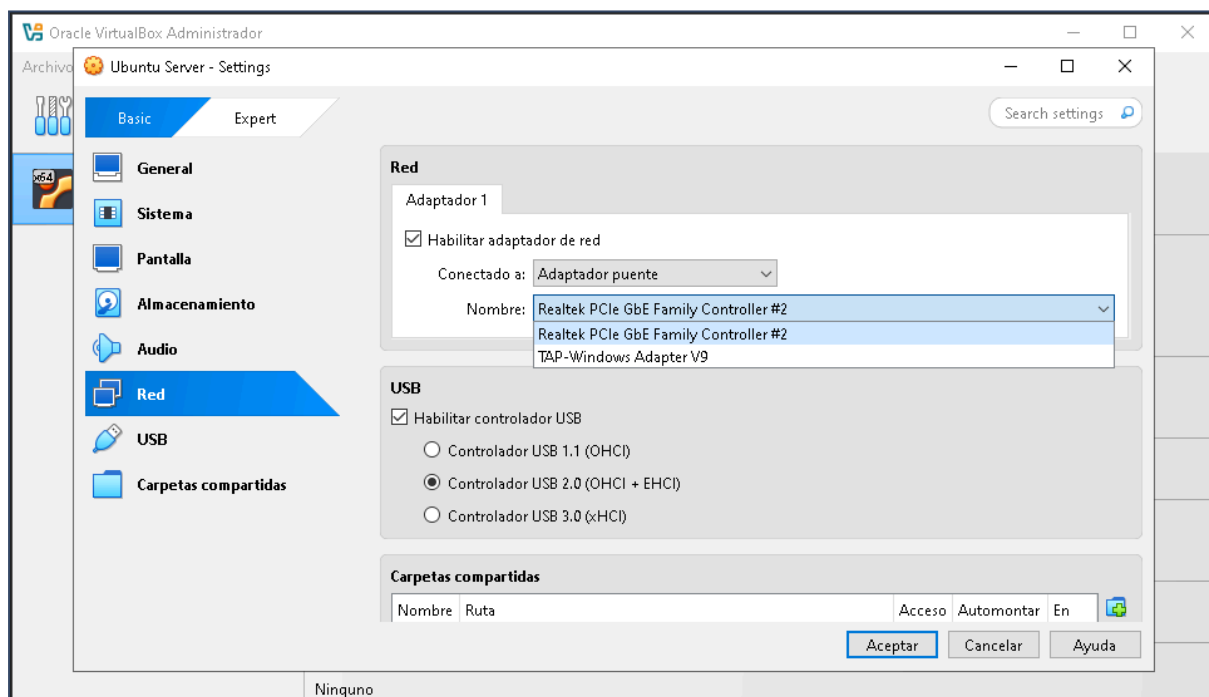 Oracle VirtualBox Administrador
Archivo
Ubuntu Server - Settings
Basic
Expert
Search settings
x64
General
Sistema
Pantalla
Almacenamiento
Audio
Red
USB
Carpetas compartidas
Red
Adaptador 1
Habilitar adaptador de red
Conectado a: Adaptador puente
Nombre: Realtek PCIe GbE Family Controller #2
Realtek PCIe GbE Family Controller #2
TAP-Windows Adapter V9
USB
Habilitar controlador USB
Controlador USB 1.1 (OHCI)
Controlador USB 2.0 (OHCI + EHCI)
Controlador USB 3.0 (xHCI)
Carpetas compartidas
Nombre Ruta Acceso Automontar En
Aceptar Cancelar Ayuda
Ninguno